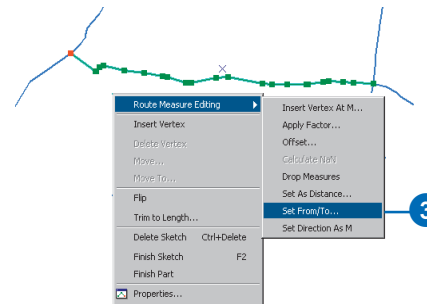 Route Measure Editing
Insert Vertex
Delete Vertex
Move...
Move To...
Flip
Trim to Length...
Delete Sketch Ctrl+Delete
Finish Sketch F2
Finish Part
Properties...
Insert Vertex At M...
Apply Factor...
Offset...
Calculate NaN
Drop Measures
Set As Distance...
Set From/To...
Set Direction As M
3